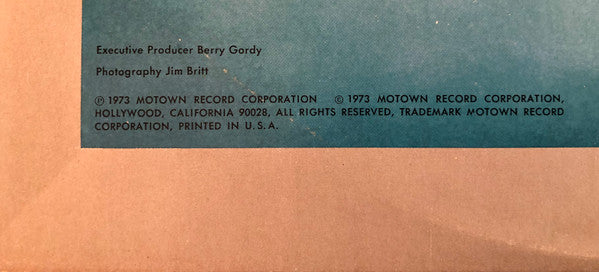 Executive Producer Berry Gordy
Photography Jim Britt
℗ 1973 MOTOWN RECORD CORPORATION © 1973 MOTOWN RECORD CORPORATION,
HOLLYWOOD, CALIFORNIA 90028, ALL RIGHTS RESERVED, TRADEMARK MOTOWN RECORD
CORPORATION, PRINTED IN U.S.A.